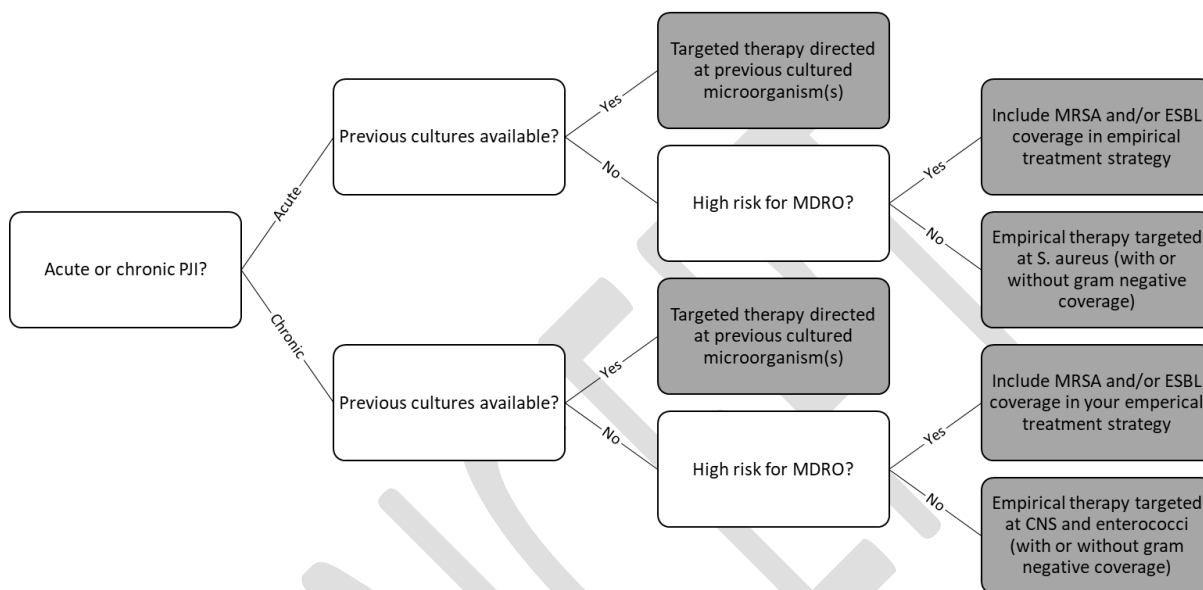 Acute or chronic PJI?
Acute
Chronic
Previous cultures available?
Yes
No
Targeted therapy directed
at previous cultured
microorganism(s)
High risk for MDRO?
Yes
No
Include MRSA and/or ESBL
coverage in empirical
treatment strategy
Empirical therapy targeted
at S. aureus (with or
without gram negative
coverage)
Previous cultures available?
Yes
No
Targeted therapy directed
at previous cultured
microorganism(s)
High risk for MDRO?
Yes
No
Include MRSA and/or ESBL
coverage in your emperical
treatment strategy
Empirical therapy targeted
at CNS and enterococci
(with or without gram
negative coverage)